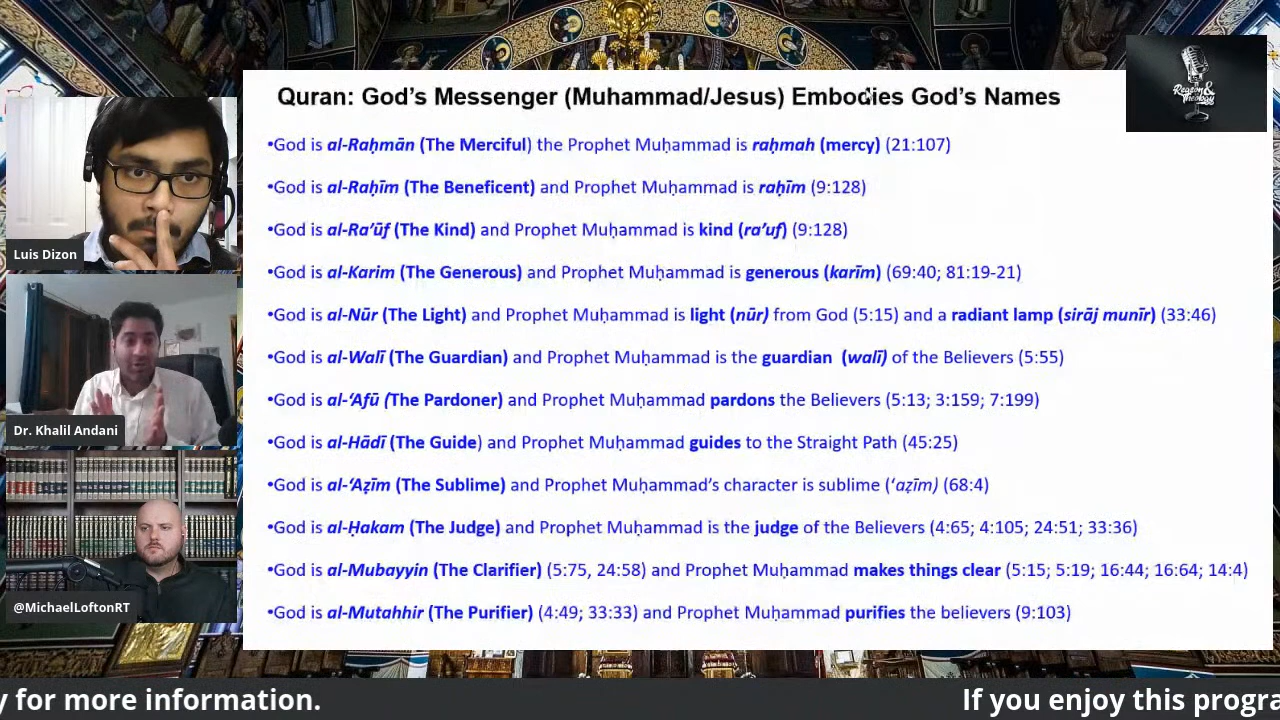 Quran: God's Messenger (Muhammad/Jesus) Embodies God's Names
•God is al-Raḥmān (The Merciful) the Prophet Muḥammad is raḥmah (mercy) (21:107)
•God is al-Raḥīm (The Beneficent) and Prophet Muḥammad is raḥīm (9:128)
•God is al-Ra'ūf (The Kind) and Prophet Muḥammad is kind (ra'uf) (9:128)
•God is al-Karim (The Generous) and Prophet Muḥammad is generous (karīm) (69:40; 81:19-21)
•God is al-Nūr (The Light) and Prophet Muḥammad is light (nūr) from God (5:15) and a radiant lamp (sirāj munīr) (33:46)
•God is al-Walī (The Guardian) and Prophet Muḥammad is the guardian (walī) of the Believers (5:55)
•God is al-'Afū (The Pardoner) and Prophet Muḥammad pardons the Believers (5:13; 3:159; 7:199)
•God is al-Hādī (The Guide) and Prophet Muḥammad guides to the Straight Path (45:25)
•God is al-'Aẓīm (The Sublime) and Prophet Muḥammad's character is sublime ('aẓīm) (68:4)
•God is al-Ḥakam (The Judge) and Prophet Muḥammad is the judge of the Believers (4:65; 4:105; 24:51; 33:36)
•God is al-Mubayyin (The Clarifier) (5:75, 24:58) and Prophet Muḥammad makes things clear (5:15; 5:19; 16:44; 16:64; 14:4)
•God is al-Mutahhir (The Purifier) (4:49; 33:33) and Prophet Muḥammad purifies the believers (9:103)
Reason &
Theology
Luis Dizon
Dr. Khalil Andani
@MichaelLoftonRT
y for more information. If you enjoy this progra